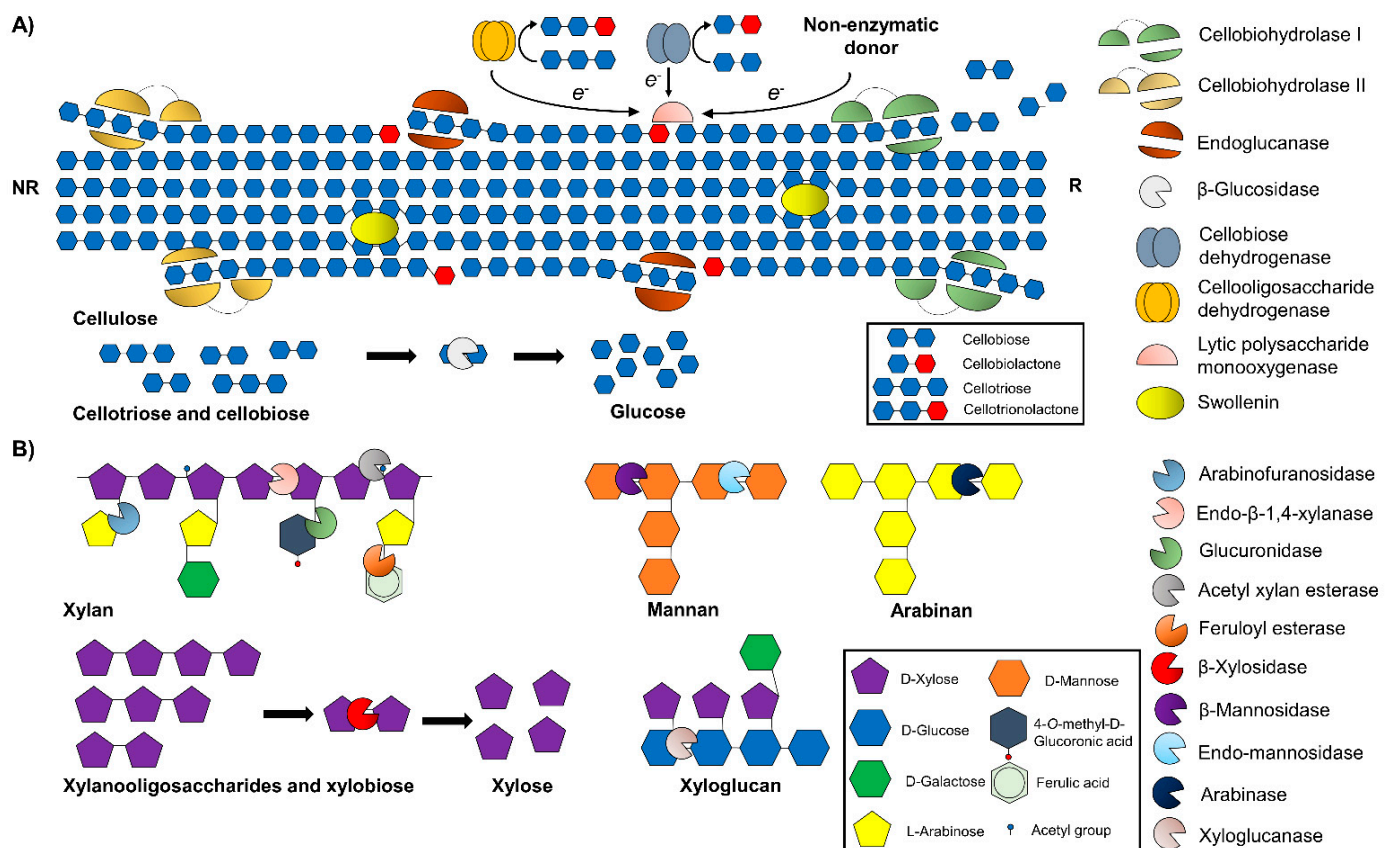 A)
e-
e-
e-
Non-enzymatic
donor
NR
R
Cellulose
Cellotriose and cellobiose
Glucose
Cellobiose
Cellobiolactone
Cellotriose
Cellotrionolactone
Cellobiohydrolase I
Cellobiohydrolase II
Endoglucanase
β-Glucosidase
Cellobiose
dehydrogenase
Cellooligosaccharide
dehydrogenase
Lytic polysaccharide
monooxygenase
Swollenin
B)
Xylan
Mannan
Arabinan
Xylanooligosaccharides and xylobiose
Xylose
Xyloglucan
D-Xylose
D-Glucose
D-Galactose
L-Arabinose
D-Mannose
4-O-methyl-D-
Glucoronic acid
Ferulic acid
Acetyl group
Arabinofuranosidase
Endo-β-1,4-xylanase
Glucuronidase
Acetyl xylan esterase
Feruloyl esterase
β-Xylosidase
β-Mannosidase
Endo-mannosidase
Arabinase
Xyloglucanase